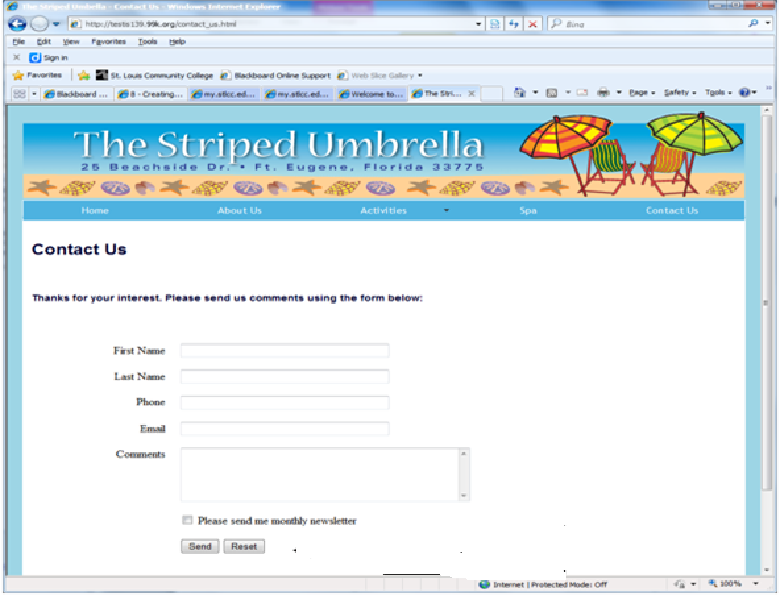 The Striped Umbrella - Contact Us - Windows Internet Explorer
http://testis139.99k.org/contact_us.html
Bing
File Edit View Favorites Tools Help
Sign in
Favorites St. Louis Community College Blackboard Online Support Web Slice Gallery
Blackboard ... 8 - Creating... my.stlcc.ed... my.stlcc.ed... Welcome to... The Stri... Page Safety Tools
The Striped Umbrella
25 Beachside Dr. • Ft. Eugene, Florida 33775
Home About Us Activities Spa Contact Us
Contact Us
Thanks for your interest. Please send us comments using the form below:
First Name
Last Name
Phone
Email
Comments
Please send me monthly newsletter
Send Reset
Internet | Protected Mode: Off 100%